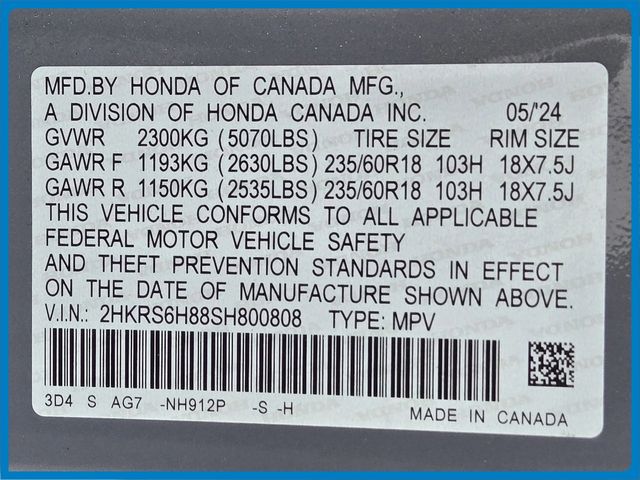 MFD.BY HONDA OF CANADA MFG.,
A DIVISION OF HONDA CANADA INC. 05/'24
GVWR 2300KG (5070LBS) TIRE SIZE RIM SIZE
GAWR F 1193KG (2630LBS) 235/60R18 103H 18X7.5J
GAWR R 1150KG (2535LBS) 235/60R18 103H 18X7.5J
THIS VEHICLE CONFORMS TO ALL APPLICABLE
FEDERAL MOTOR VEHICLE SAFETY
AND THEFT PREVENTION STANDARDS IN EFFECT
ON THE DATE OF MANUFACTURE SHOWN ABOVE.
V.I.N.: 2HKRS6H88SH800808 TYPE: MPV
3D4 S AG7 -NH912P -S -H
MADE IN CANADA